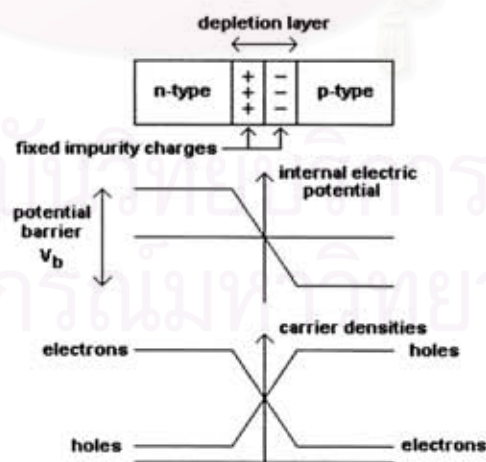 depletion layer
n-type
+ −
+ −
+ −
p-type
fixed impurity charges
internal electric
potential
potential
barrier
Vb
carrier densities
electrons
holes
holes
electrons